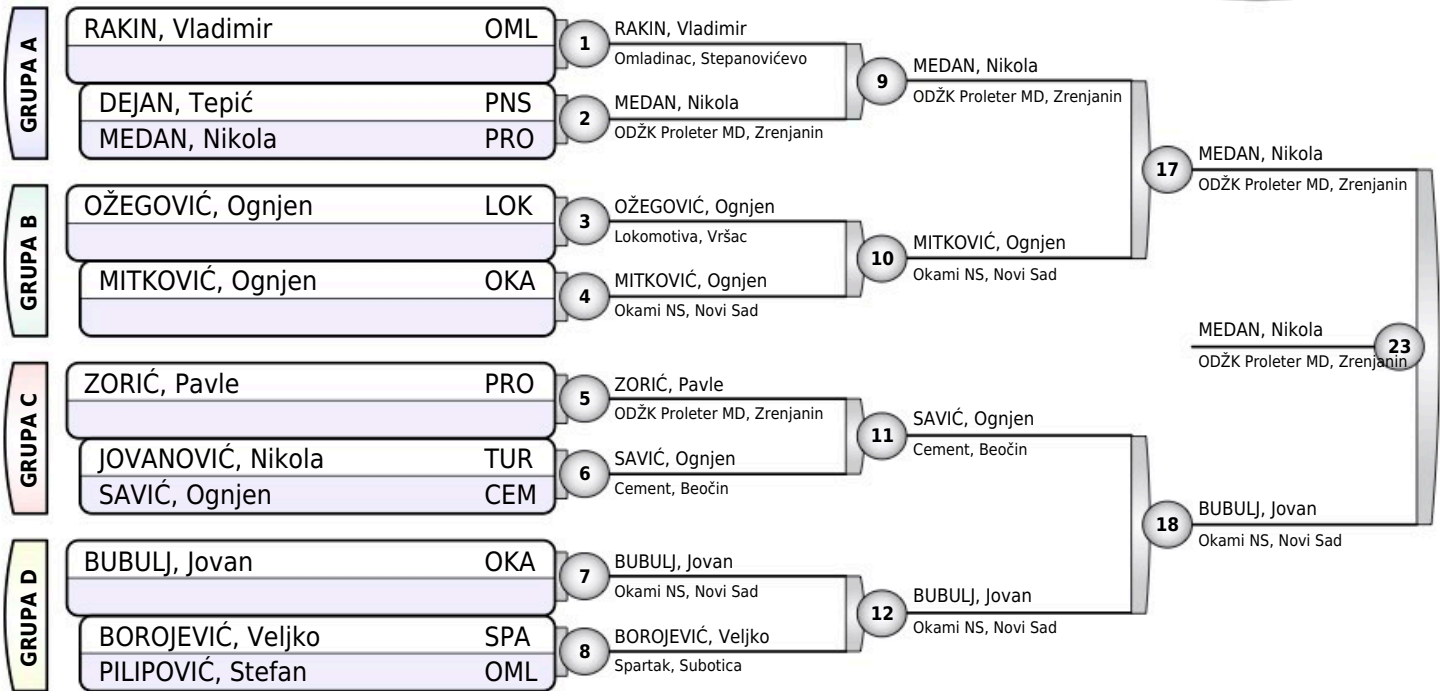 GRUPA A
RAKIN, Vladimir OML
DEJAN, Tepić PNS
MEDAN, Nikola PRO
1
RAKIN, Vladimir
Omladinac, Stepanovićevo
2
MEDAN, Nikola
ODŽK Proleter MD, Zrenjanin
9
MEDAN, Nikola
ODŽK Proleter MD, Zrenjanin
GRUPA B
OŽEGOVIĆ, Ognjen LOK
MITKOVIĆ, Ognjen OKA
3
OŽEGOVIĆ, Ognjen
Lokomotiva, Vršac
4
MITKOVIĆ, Ognjen
Okami NS, Novi Sad
10
MITKOVIĆ, Ognjen
Okami NS, Novi Sad
17
MEDAN, Nikola
ODŽK Proleter MD, Zrenjanin
GRUPA C
ZORIĆ, Pavle PRO
JOVANOVIĆ, Nikola TUR
SAVIĆ, Ognjen CEM
5
ZORIĆ, Pavle
ODŽK Proleter MD, Zrenjanin
6
SAVIĆ, Ognjen
Cement, Beočin
11
SAVIĆ, Ognjen
Cement, Beočin
GRUPA D
BUBULJ, Jovan OKA
BOROJEVIĆ, Veljko SPA
PILIPOVIĆ, Stefan OML
7
BUBULJ, Jovan
Okami NS, Novi Sad
8
BOROJEVIĆ, Veljko
Spartak, Subotica
12
BUBULJ, Jovan
Okami NS, Novi Sad
18
BUBULJ, Jovan
Okami NS, Novi Sad
MEDAN, Nikola
ODŽK Proleter MD, Zrenjanin
23